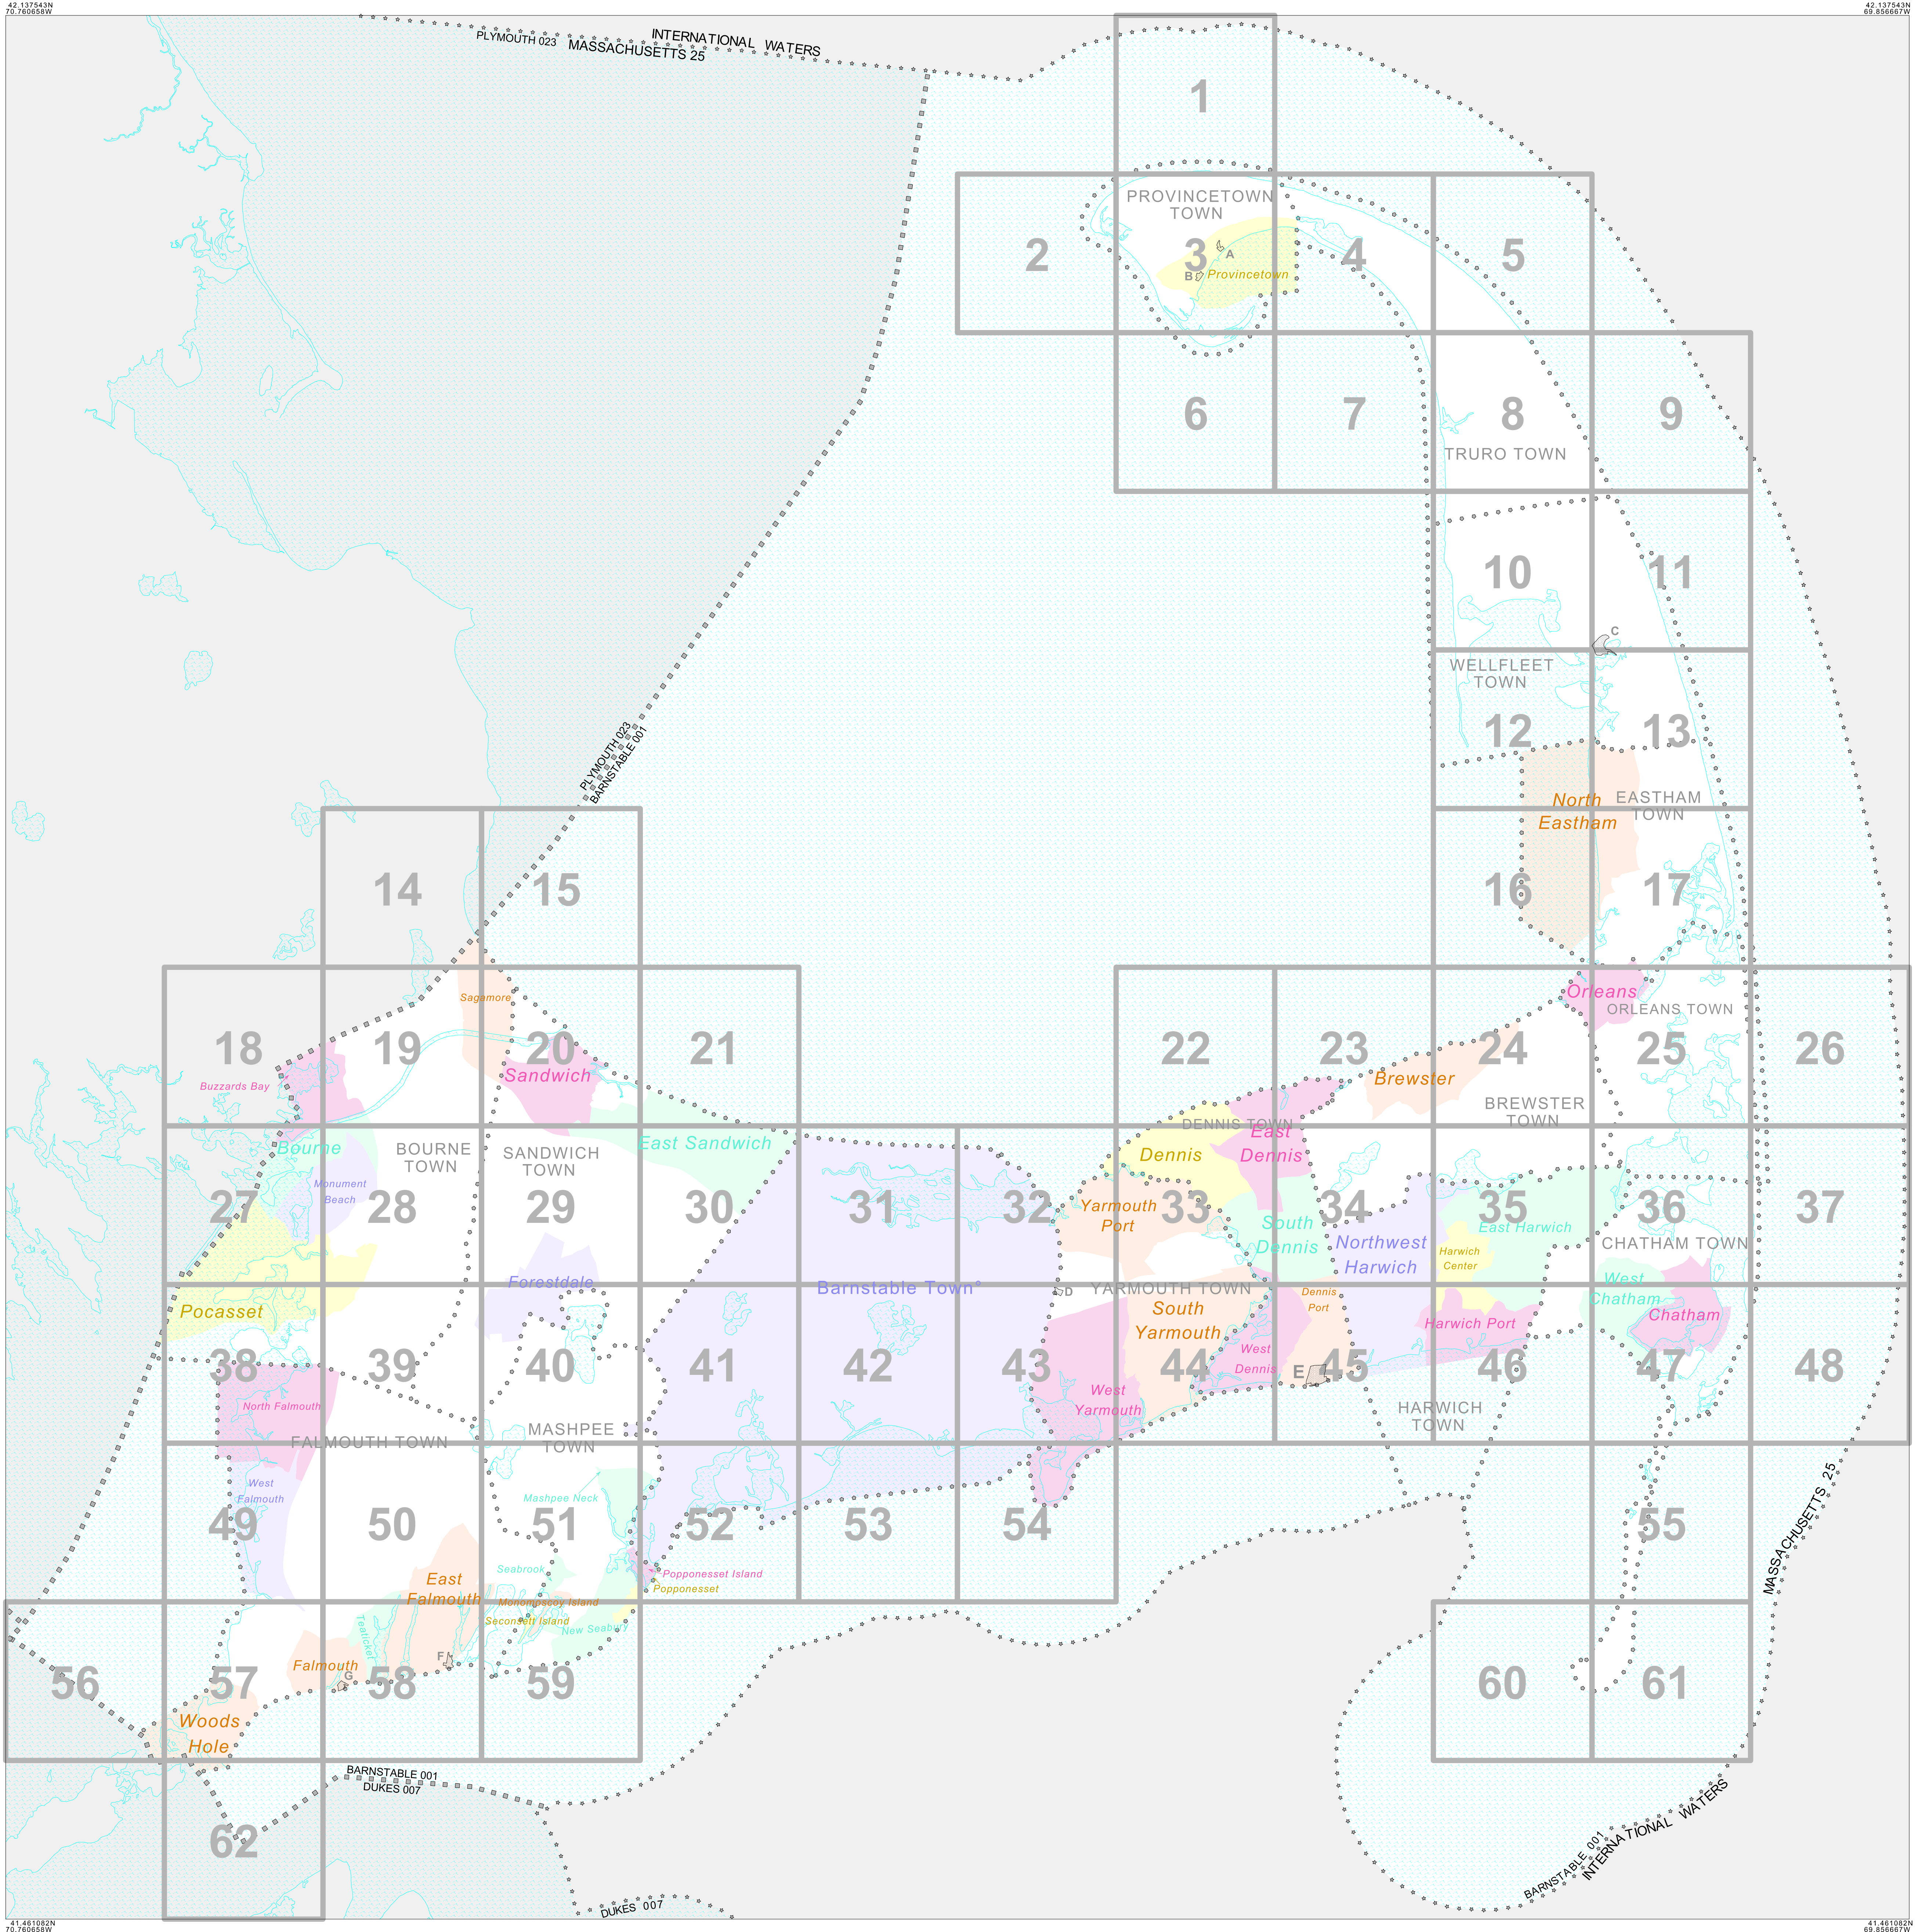 42.137543N
70.760658W
42.137543N
69.856667W
INTERNATIONAL WATERS
PLYMOUTH 023
MASSACHUSETTS 25
1
PROVINCETOWN
TOWN
2
3
A
B
Provincetown
4
5
6
7
8
9
TRURO TOWN
10
11
C
WELLFLEET
TOWN
12
13
PLYMOUTH 023
BARNSTABLE 001
North
Eastham
EASTHAM
TOWN
14
15
16
17
Sagamore
Orleans
ORLEANS TOWN
18
19
20
21
22
23
24
25
26
Buzzards Bay
Sandwich
Brewster
BREWSTER
TOWN
DENNIS TOWN
East
Dennis
Bourne
BOURNE
TOWN
SANDWICH
TOWN
East Sandwich
Dennis
Monument
Beach
27
28
29
30
31
32
33
34
35
36
37
Yarmouth
Port
South
Dennis
Northwest
Harwich
East Harwich
Harwich
Center
CHATHAM TOWN
Forestdale
Barnstable Town°
D
YARMOUTH TOWN
Dennis
Port
West
Chatham
Pocasset
South
Yarmouth
Harwich Port
Chatham
38
39
40
41
42
43
44
West
Dennis
E
45
46
47
48
North Falmouth
West
Yarmouth
HARWICH
TOWN
FALMOUTH TOWN
MASHPEE
TOWN
West
Falmouth
Mashpee Neck
49
50
51
52
53
54
55
MASSACHUSETTS 25
Seabrook
Popponesset Island
Popponesset
East
Falmouth
Monomoscoy Island
Seconsett Island
New Seabury
Teaticket
Falmouth
F
G
56
57
58
59
60
61
Woods
Hole
BARNSTABLE 001
DUKES 007
62
BARNSTABLE 001
INTERNATIONAL WATERS
DUKES 007
41.461082N
70.760658W
41.461082N
69.856667W